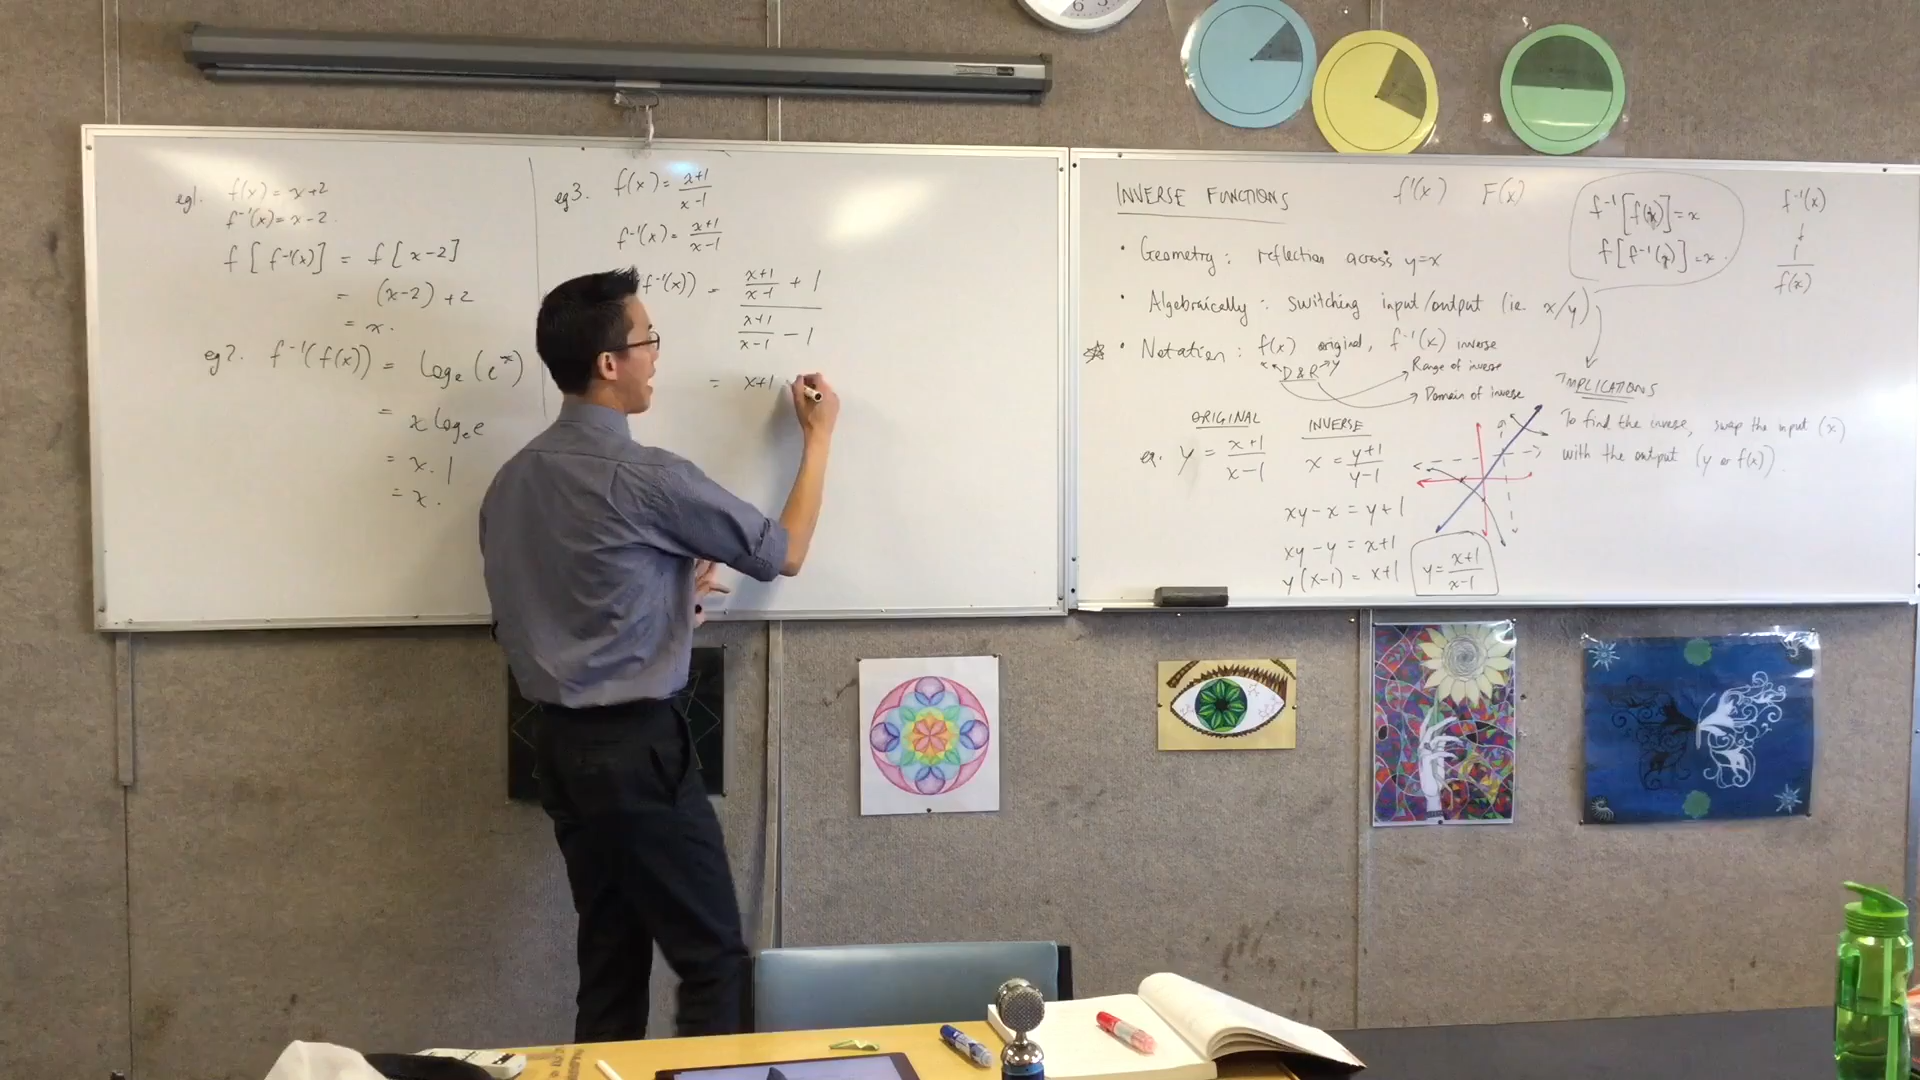 eg1. f(x) = x+2
f⁻¹(x) = x-2.
f[f⁻¹(x)] = f[x-2]
= (x-2)+2
= x.
eg2. f⁻¹(f(x)) = logₑ(eˣ)
= x logₑe
= x.1
= x.
eg3. f(x) = x+1
x-1
f⁻¹(x) = x+1
x-1
f⁻¹(x)) = x+1
x-1 + 1
x+1
x-1 - 1
= x+1
INVERSE FUNCTIONS f'(x) F(x)
• Geometry: reflection across y=x
• Algebraically: switching input/output (ie. x/y)
• Notation: f(x) original, f⁻¹(x) inverse
x D&R y
Range of inverse
Domain of inverse
f⁻¹[f(x)] = x
f[f⁻¹(x)] = x.
f⁻¹(x)
1
f(x)
IMPLICATIONS
To find the inverse, swap the input (x)
with the output (y or f(x)).
ORIGINAL
ex. y = x+1
x-1
INVERSE
x = y+1
y-1
xy-x = y+1
xy-y = x+1
y(x-1) = x+1
y = x+1
x-1
6 5